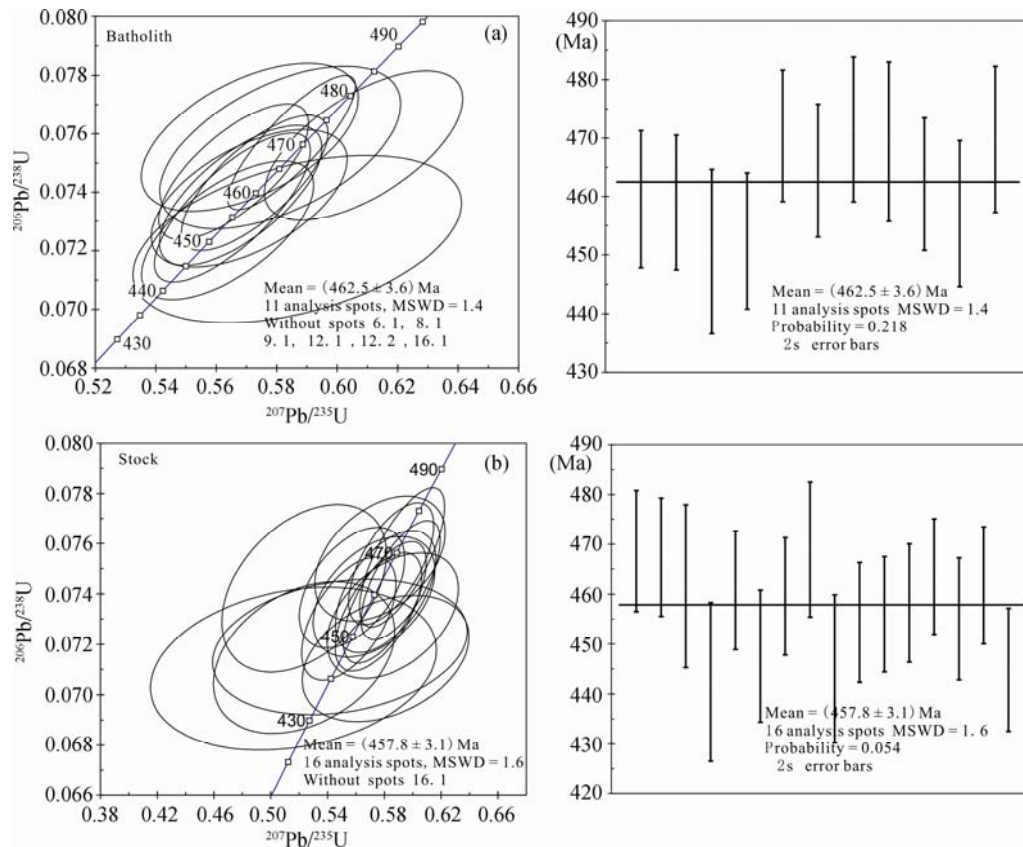 0.080
0.078
0.076
0.074
0.072
0.070
0.068
²⁰⁶Pb/²³⁸U
Batholith
(a)
490
480
470
460
450
440
430
Mean = (462.5 ± 3.6) Ma
11 analysis spots, MSWD = 1.4
Without spots 6.1, 8.1
9.1, 12.1, 12.2, 16.1
0.52 0.54 0.56 0.58 0.60 0.62 0.64 0.66
²⁰⁷Pb/²³⁵U
490
(Ma)
480
470
460
450
440
430
Mean = (462.5 ± 3.6) Ma
11 analysis spots MSWD = 1.4
Probability = 0.218
2s error bars
0.080
0.078
0.076
0.074
0.072
0.070
0.068
0.066
²⁰⁶Pb/²³⁸U
Stock
(b)
490
470
450
430
Mean = (457.8 ± 3.1) Ma
16 analysis spots, MSWD = 1.6
Without spots 16.1
0.38 0.42 0.46 0.50 0.54 0.58 0.62 0.66
²⁰⁷Pb/²³⁵U
490
(Ma)
480
470
460
450
440
430
420
Mean = (457.8 ± 3.1) Ma
16 analysis spots MSWD = 1.6
Probability = 0.054
2s error bars